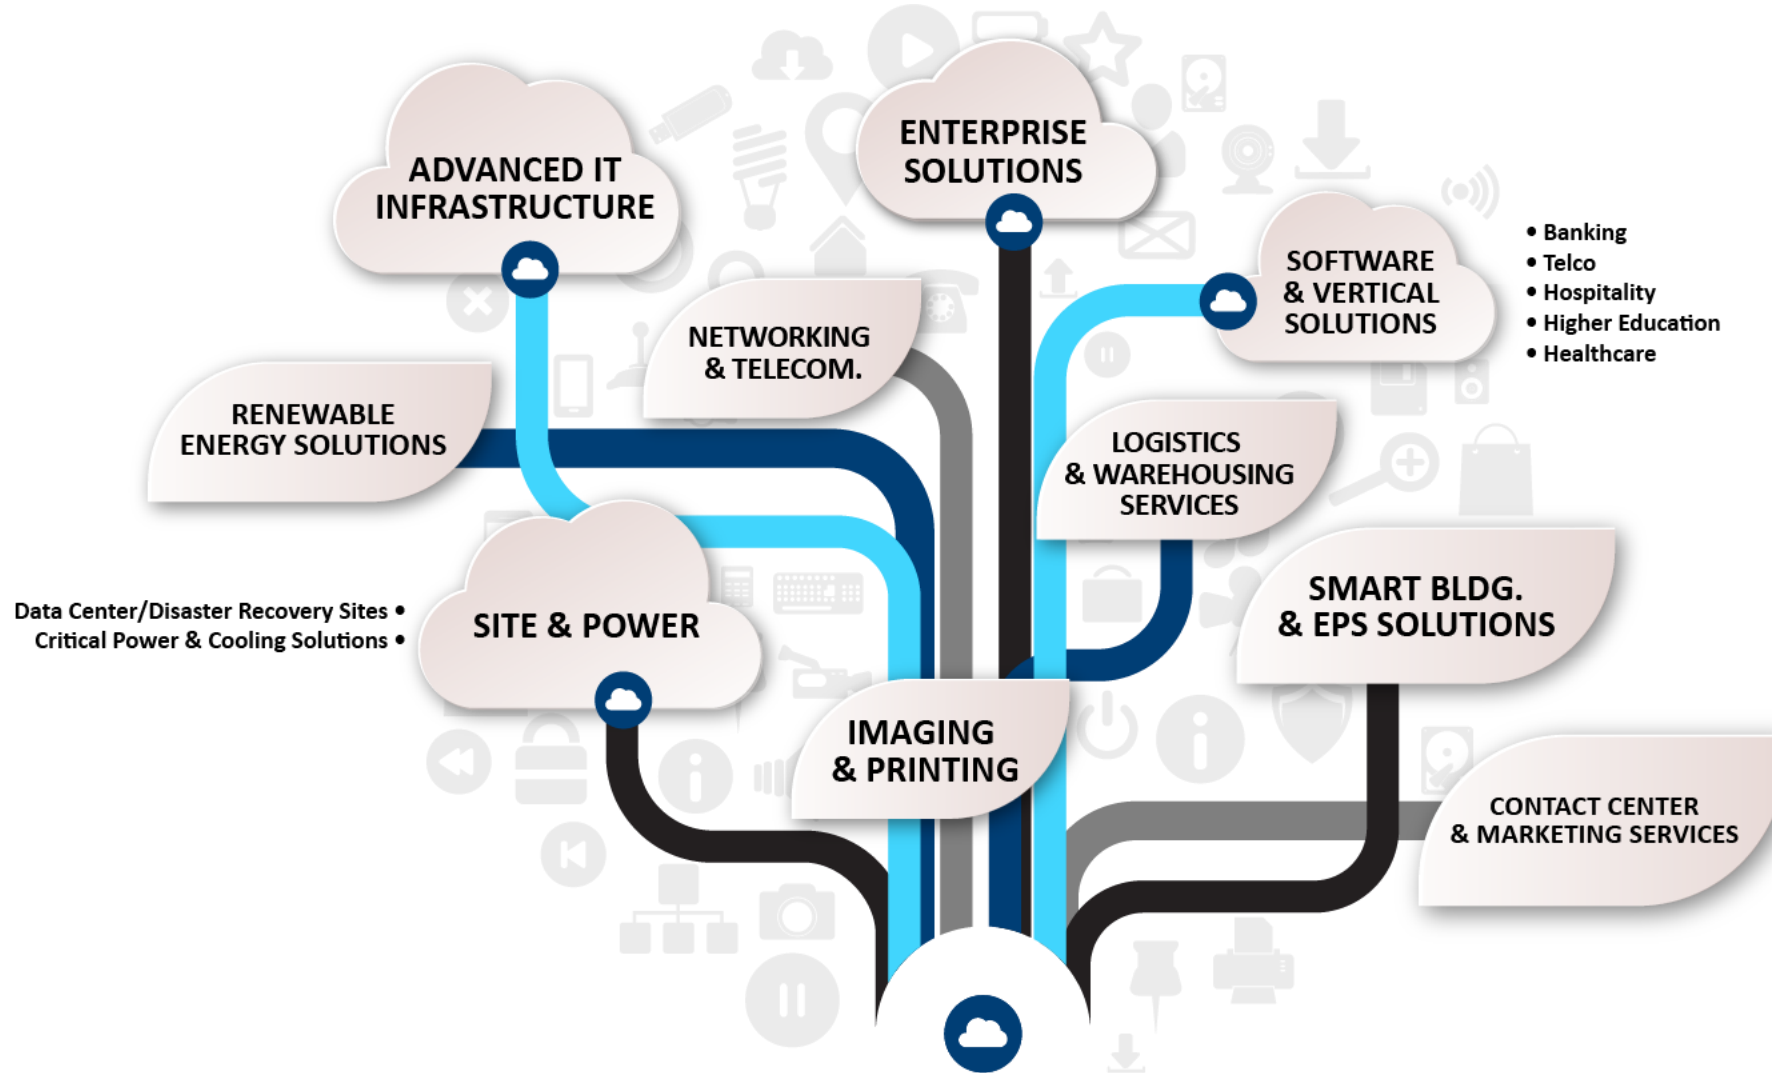 ADVANCED IT
INFRASTRUCTURE
ENTERPRISE
SOLUTIONS
SOFTWARE
& VERTICAL
SOLUTIONS
• Banking
• Telco
• Hospitality
• Higher Education
• Healthcare
NETWORKING
& TELECOM.
RENEWABLE
ENERGY SOLUTIONS
LOGISTICS
& WAREHOUSING
SERVICES
Data Center/Disaster Recovery Sites •
Critical Power & Cooling Solutions •
SITE & POWER
SMART BLDG.
& EPS SOLUTIONS
IMAGING
& PRINTING
CONTACT CENTER
& MARKETING SERVICES